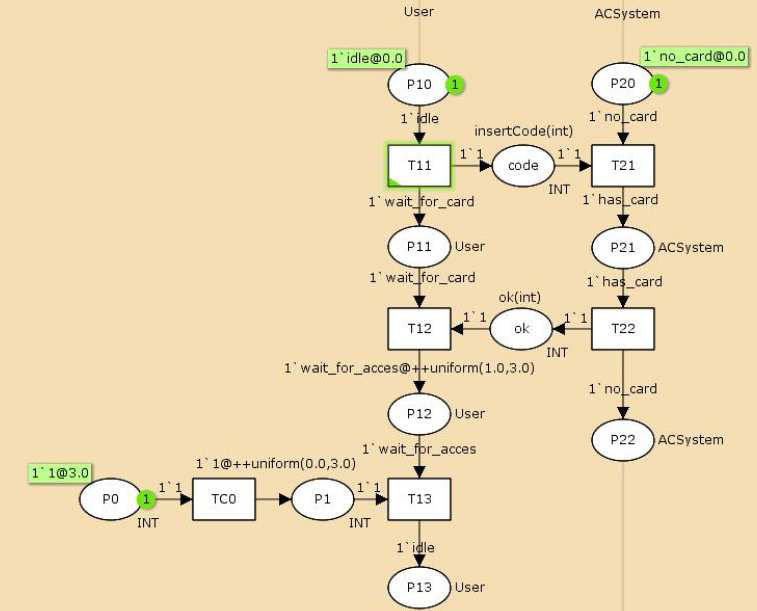 User
ACSystem
1`idle@0.0
1`no_card@0.0
P10
1
P20
1
1`idle
1`no_card
insertCode(int)
T11
1`1
code
1`1
T21
INT
1`wait_for_card
1`has_card
P11
User
P21
ACSystem
1`wait_for_card
1`has_card
ok(int)
T12
1`1
ok
1`1
T22
INT
1`wait_for_acces@++uniform(1.0,3.0)
1`no_card
P12
User
P22
ACSystem
1`wait_for_acces
1`1@3.0
1`1@++uniform(0.0,3.0)
P0
1
1`1
TC0
P1
1`1
T13
INT
INT
1`idle
P13
User